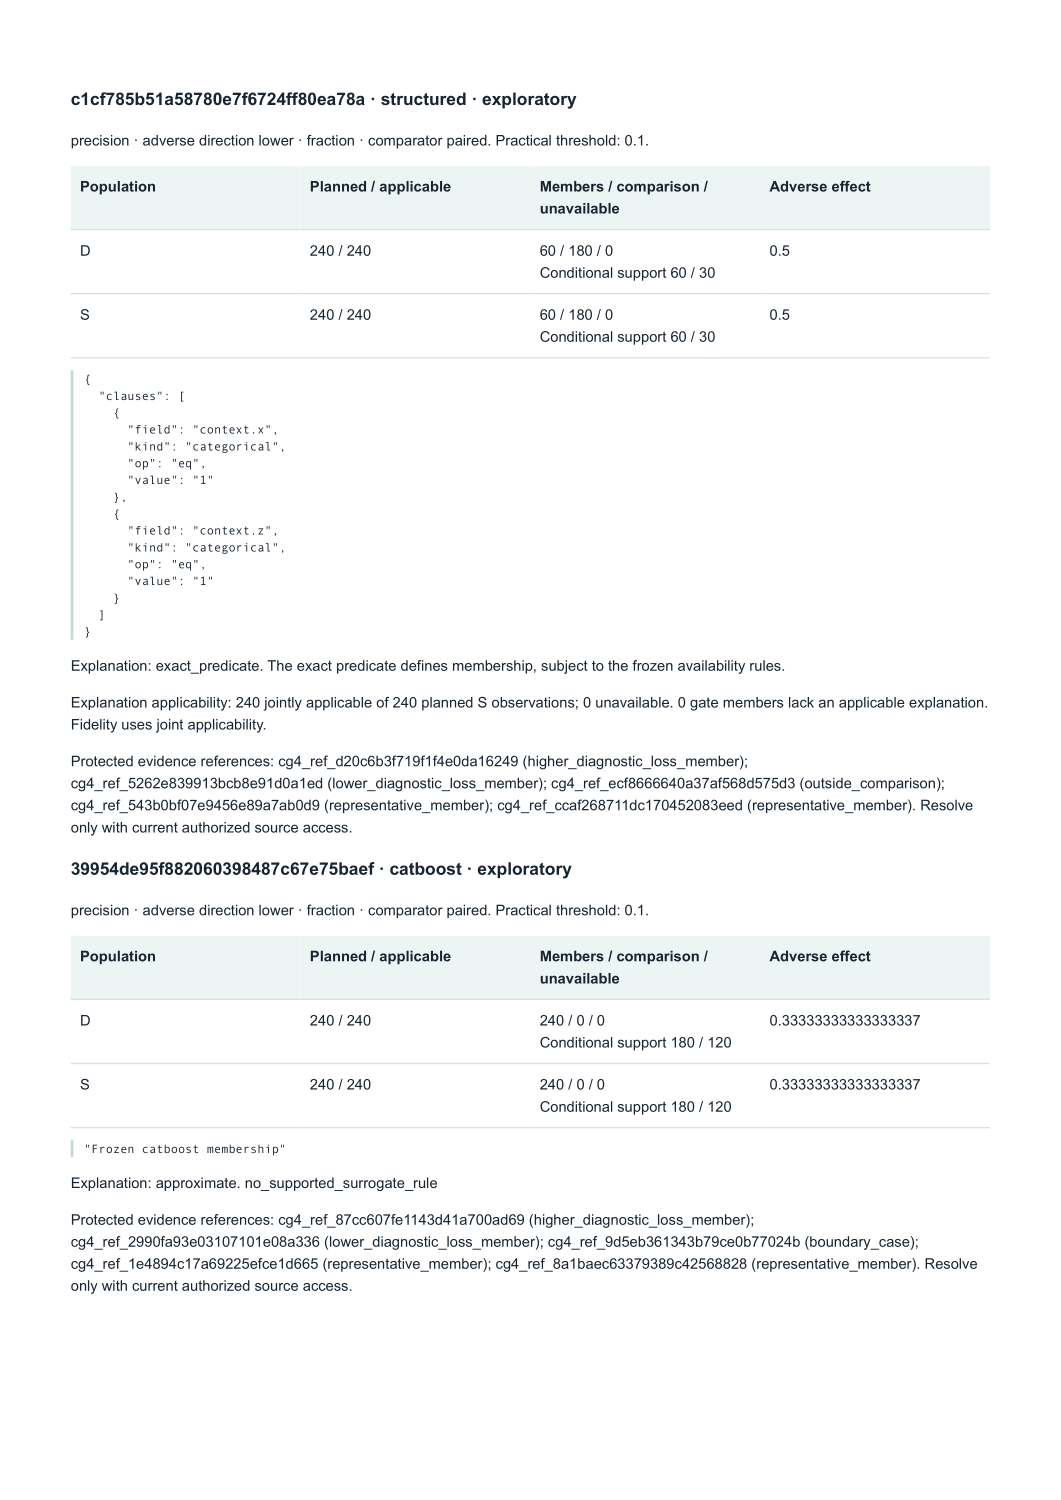 c1cf785b51a58780e7f6724ff80ea78a · structured · exploratory
precision · adverse direction lower · fraction · comparator paired. Practical threshold: 0.1.
Population Planned / applicable Members / comparison / unavailable Adverse effect
D 240 / 240 60 / 180 / 0 0.5
Conditional support 60 / 30
S 240 / 240 60 / 180 / 0 0.5
Conditional support 60 / 30
{
  "clauses": [
    {
      "field": "context.x",
      "kind": "categorical",
      "op": "eq",
      "value": "1"
    },
    {
      "field": "context.z",
      "kind": "categorical",
      "op": "eq",
      "value": "1"
    }
  ]
}
Explanation: exact_predicate. The exact predicate defines membership, subject to the frozen availability rules.
Explanation applicability: 240 jointly applicable of 240 planned S observations; 0 unavailable. 0 gate members lack an applicable explanation.
Fidelity uses joint applicability.
Protected evidence references: cg4_ref_d20c6b3f719f1f4e0da16249 (higher_diagnostic_loss_member);
cg4_ref_5262e839913bcb8e91d0a1ed (lower_diagnostic_loss_member); cg4_ref_ecf8666640a37af568d575d3 (outside_comparison);
cg4_ref_543b0bf07e9456e89a7ab0d9 (representative_member); cg4_ref_ccaf268711dc170452083eed (representative_member). Resolve
only with current authorized source access.
39954de95f882060398487c67e75baef · catboost · exploratory
precision · adverse direction lower · fraction · comparator paired. Practical threshold: 0.1.
Population Planned / applicable Members / comparison / unavailable Adverse effect
D 240 / 240 240 / 0 / 0 0.33333333333333337
Conditional support 180 / 120
S 240 / 240 240 / 0 / 0 0.33333333333333337
Conditional support 180 / 120
"Frozen catboost membership"
Explanation: approximate. no_supported_surrogate_rule
Protected evidence references: cg4_ref_87cc607fe1143d41a700ad69 (higher_diagnostic_loss_member);
cg4_ref_2990fa93e03107101e08a336 (lower_diagnostic_loss_member); cg4_ref_9d5eb361343b79ce0b77024b (boundary_case);
cg4_ref_1e4894c17a69225efce1d665 (representative_member); cg4_ref_8a1baec63379389c42568828 (representative_member). Resolve
only with current authorized source access.